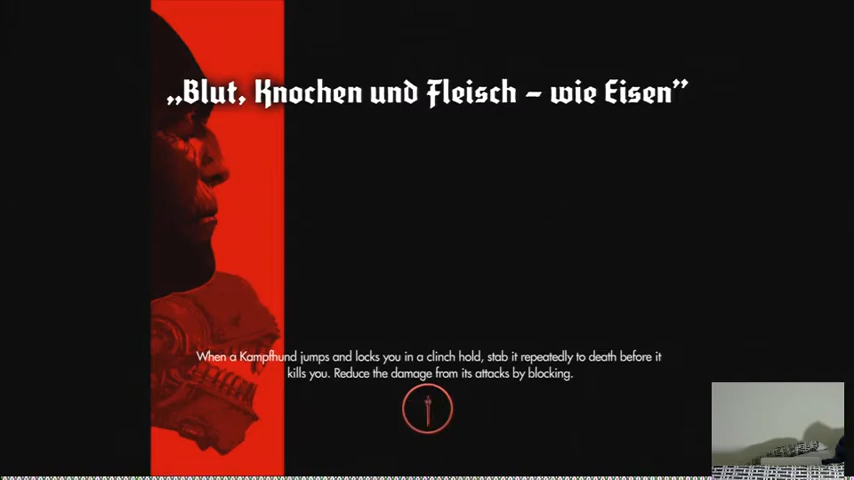 „Blut, Knochen und Fleisch – wie Eisen”
When a Kampfhund jumps and locks you in a clinch hold, stab it repeatedly to death before it
kills you. Reduce the damage from its attacks by blocking.